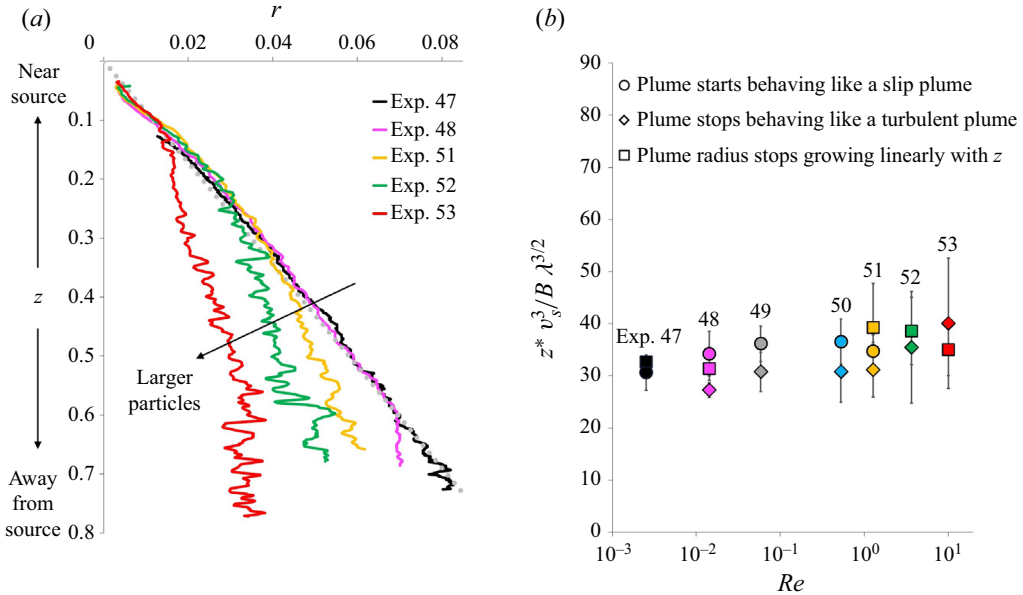 (a)
r
0
0.02
0.04
0.06
0.08
Near
source
0.1
0.2
0.3
z
0.4
0.5
0.6
0.7
0.8
Away
from
source
Exp. 47
Exp. 48
Exp. 51
Exp. 52
Exp. 53
Larger
particles
(b)
90
80
70
60
50
40
30
20
10
0
z* v_s^3/B λ^{3/2}
Plume starts behaving like a slip plume
Plume stops behaving like a turbulent plume
Plume radius stops growing linearly with z
Exp. 47
48
49
50
51
52
53
10⁻³
10⁻²
10⁻¹
10⁰
10¹
Re